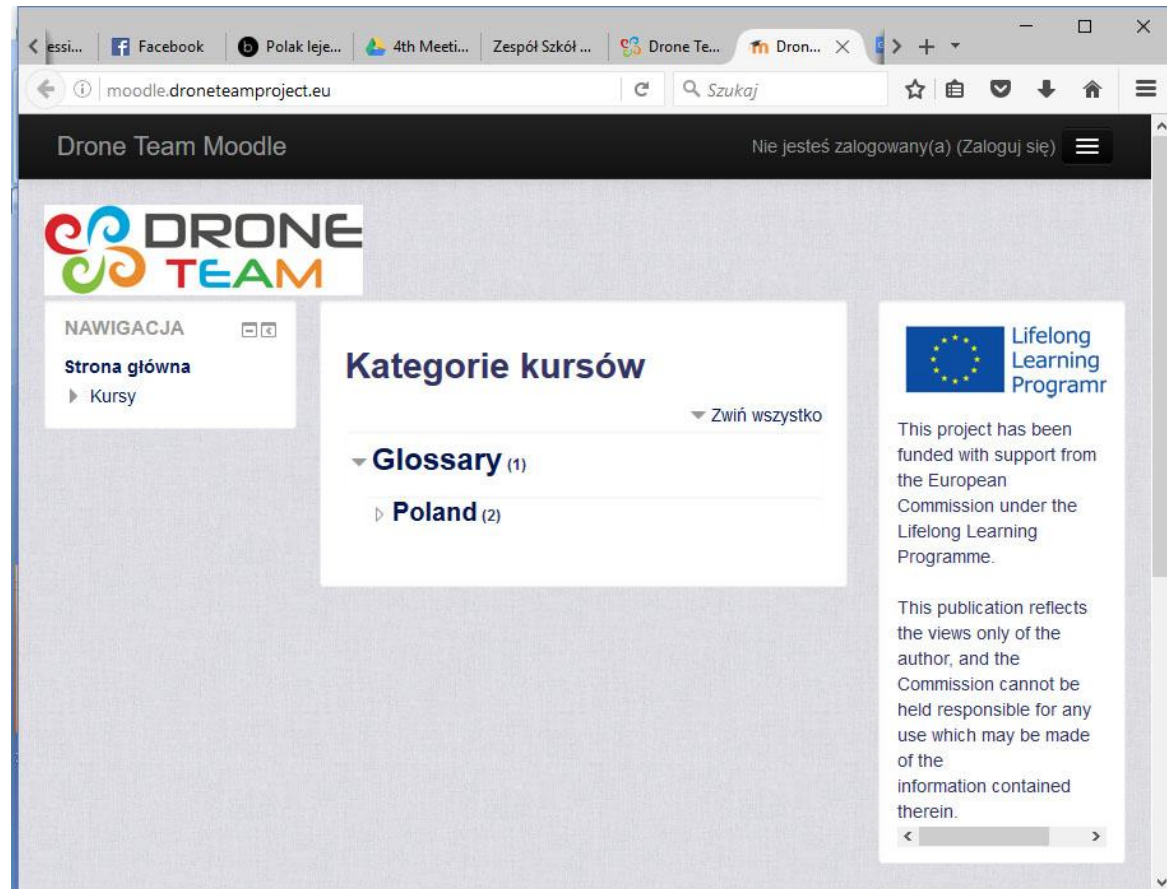 essi...
Facebook
Polak leje...
4th Meeti...
Zespół Szkół ...
Drone Te...
Dron...
moodle.droneteamproject.eu
Szukaj
Drone Team Moodle
Nie jesteś zalogowany(a) (Zaloguj się)
DRONE
TEAM
NAWIGACJA
Strona główna
Kursy
Kategorie kursów
Zwiń wszystko
Glossary (1)
Poland (2)
Lifelong
Learning
Programr
This project has been
funded with support from
the European
Commission under the
Lifelong Learning
Programme.
This publication reflects
the views only of the
author, and the
Commission cannot be
held responsible for any
use which may be made
of the
information contained
therein.